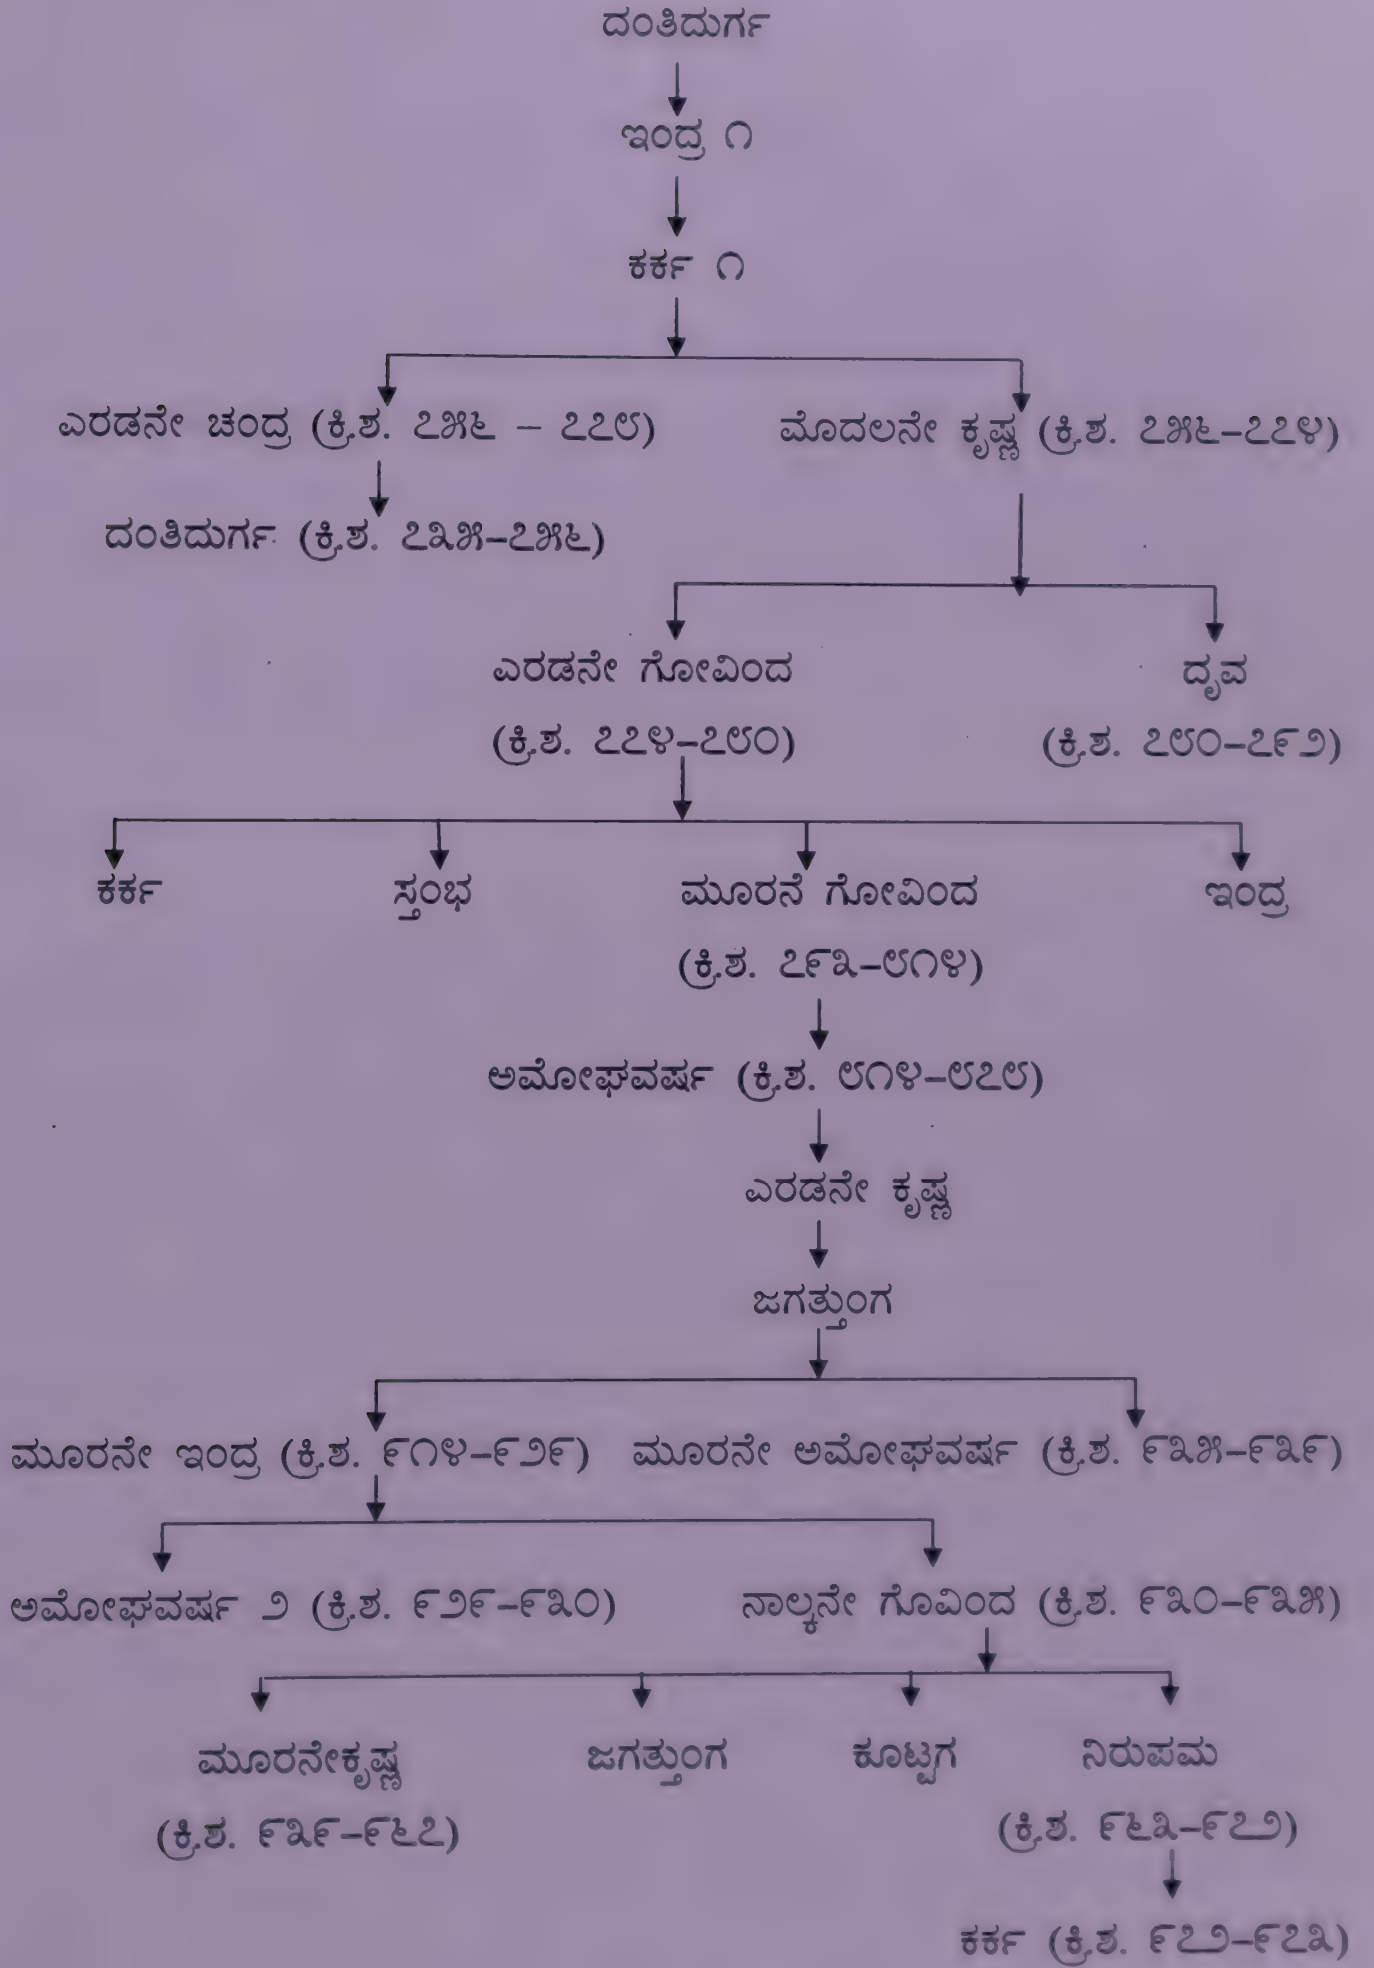 ದಂತಿದುರ್ಗ
ಇಂದ್ರ ೧
ಕರ್ಕ ೧
ಎರಡನೇ ಚಂದ್ರ (ಕ್ರಿ.ಶ. ೭೫೬ – ೭೭೮) ಮೊದಲನೇ ಕೃಷ್ಣ (ಕ್ರಿ.ಶ. ೭೫೬–೭೭೪)
ದಂತಿದುರ್ಗ (ಕ್ರಿ.ಶ. ೭೩೫–೭೫೬)
ಎರಡನೇ ಗೋವಿಂದ ದೃವ
(ಕ್ರಿ.ಶ. ೭೭೪–೭೮೦) (ಕ್ರಿ.ಶ. ೭೮೦–೭೯೨)
ಕರ್ಕ ಸ್ತಂಭ ಮೂರನೆ ಗೋವಿಂದ ಇಂದ್ರ
(ಕ್ರಿ.ಶ. ೭೯೩–೮೧೪)
ಅಮೋಘವರ್ಷ (ಕ್ರಿ.ಶ. ೮೧೪–೮೭೮)
ಎರಡನೇ ಕೃಷ್ಣ
ಜಗತ್ತುಂಗ
ಮೂರನೇ ಇಂದ್ರ (ಕ್ರಿ.ಶ. ೯೧೪–೯೨೯) ಮೂರನೇ ಅಮೋಘವರ್ಷ (ಕ್ರಿ.ಶ. ೯೩೫–೯೩೯)
ಅಮೋಘವರ್ಷ ೨ (ಕ್ರಿ.ಶ. ೯೨೯–೯೩೦) ನಾಲ್ಕನೇ ಗೊವಿಂದ (ಕ್ರಿ.ಶ. ೯೩೦–೯೩೫)
ಮೂರನೇಕೃಷ್ಣ ಜಗತ್ತುಂಗ ಕೂಟ್ಟಗ ನಿರುಪಮ
(ಕ್ರಿ.ಶ. ೯೩೯–೯೬೭) (ಕ್ರಿ.ಶ. ೯೬೩–೯೭೨)
ಕರ್ಕ (ಕ್ರಿ.ಶ. ೯೭೨–೯೭೩)